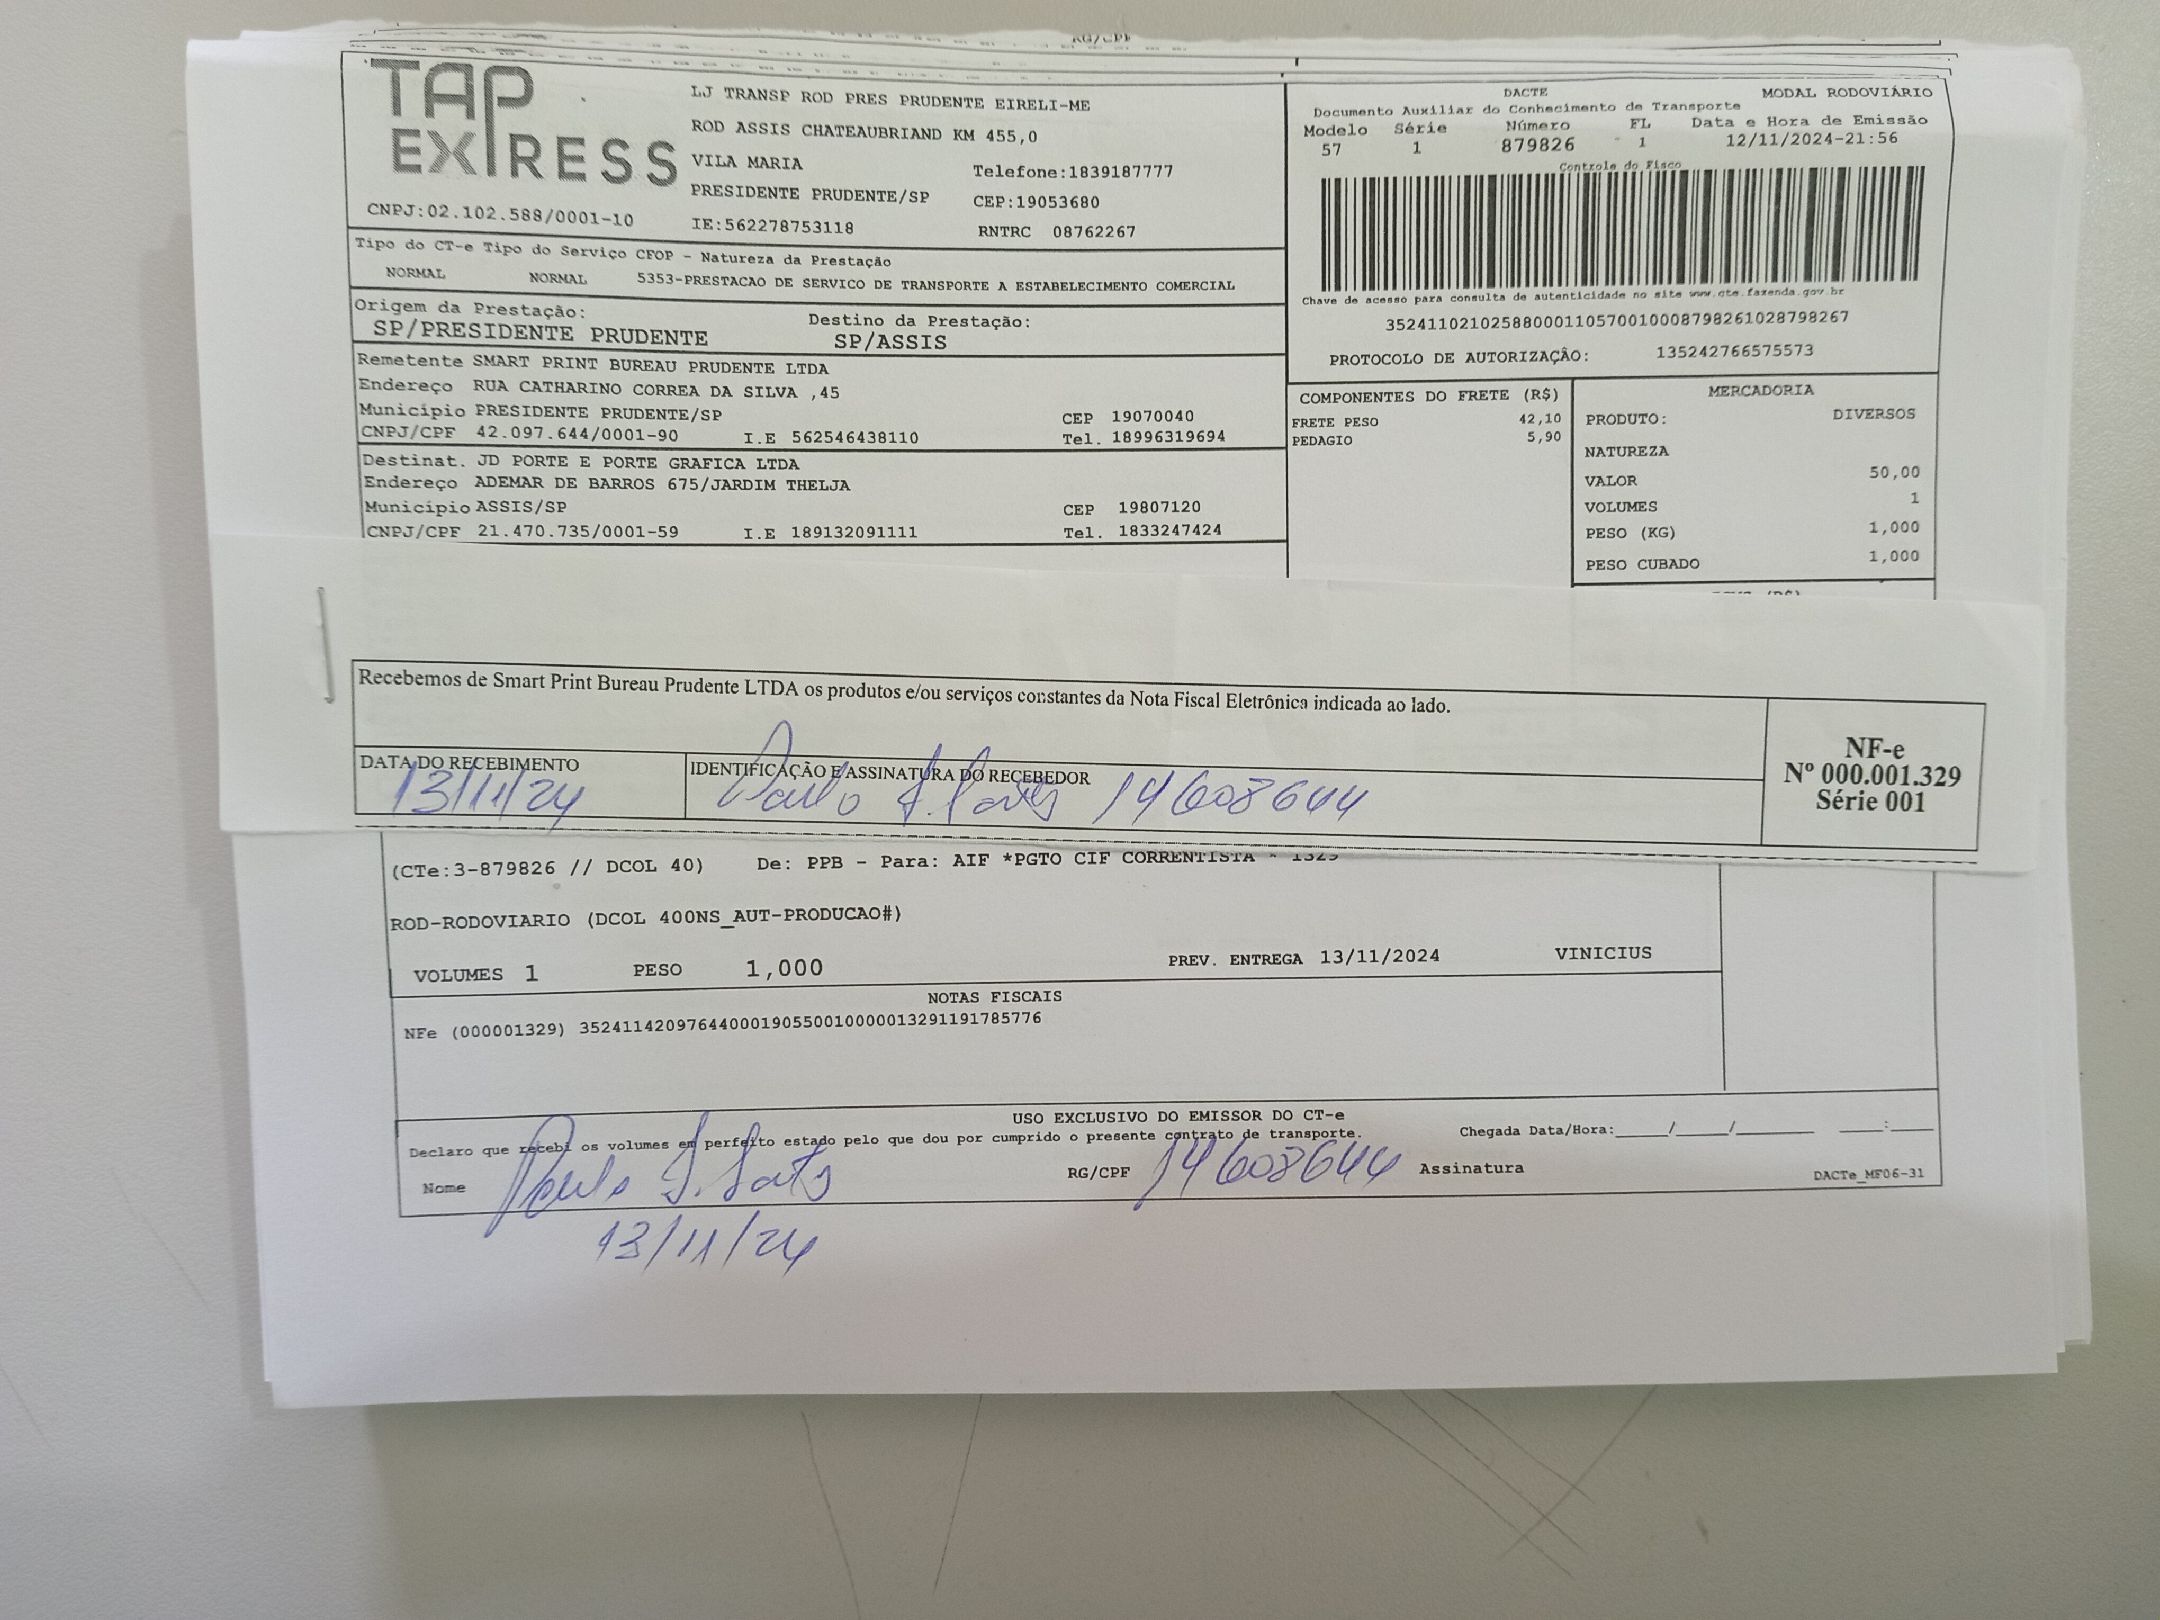 RG/CPF
TAP EXPRESS
LJ TRANSP ROD PRES PRUDENTE EIRELI-ME
ROD ASSIS CHATEAUBRIAND KM 455,0
VILA MARIA
Telefone:1839187777
PRESIDENTE PRUDENTE/SP
CEP:19053680
CNPJ:02.102.588/0001-10
IE:562278753118
RNTRC 08762267
DACTE
MODAL RODOVIÁRIO
Documento Auxiliar do Conhecimento de Transporte
Modelo Série Número FL Data e Hora de Emissão
57 1 879826 1 12/11/2024-21:56
Controle do Fisco
Chave de acesso para consulta de autenticidade no site www.cte.fazenda.gov.br
35241102102588000110570010008798261028798267
PROTOCOLO DE AUTORIZAÇÃO: 135242766575573
Tipo do CT-e Tipo do Serviço CFOP - Natureza da Prestação
NORMAL NORMAL 5353-PRESTACAO DE SERVICO DE TRANSPORTE A ESTABELECIMENTO COMERCIAL
Origem da Prestação: Destino da Prestação:
SP/PRESIDENTE PRUDENTE SP/ASSIS
Remetente SMART PRINT BUREAU PRUDENTE LTDA
Endereço RUA CATHARINO CORREA DA SILVA ,45
Município PRESIDENTE PRUDENTE/SP CEP 19070040
CNPJ/CPF 42.097.644/0001-90 I.E 562546438110 Tel. 18996319694
Destinat. JD PORTE E PORTE GRAFICA LTDA
Endereço ADEMAR DE BARROS 675/JARDIM THELJA
Município ASSIS/SP CEP 19807120
CNPJ/CPF 21.470.735/0001-59 I.E 189132091111 Tel. 1833247424
COMPONENTES DO FRETE (R$)
FRETE PESO 42,10
PEDAGIO 5,90
MERCADORIA
PRODUTO: DIVERSOS
NATUREZA
VALOR 50,00
VOLUMES 1
PESO (KG) 1,000
PESO CUBADO 1,000
Recebemos de Smart Print Bureau Prudente LTDA os produtos e/ou serviços constantes da Nota Fiscal Eletrônica indicada ao lado.
DATA DO RECEBIMENTO
13/11/24
IDENTIFICAÇÃO E ASSINATURA DO RECEBEDOR
Paulo 14608644
NF-e
Nº 000.001.329
Série 001
(CTe:3-879826 // DCOL 40) De: PPB - Para: AIF *PGTO CIF CORRENTISTA - 1329
ROD-RODOVIARIO (DCOL 400NS_AUT-PRODUCAO#)
VOLUMES 1 PESO 1,000 PREV. ENTREGA 13/11/2024 VINICIUS
NOTAS FISCAIS
NFe (000001329) 35241142097644000190550010000013291191785776
USO EXCLUSIVO DO EMISSOR DO CT-e
Declaro que recebi os volumes em perfeito estado pelo que dou por cumprido o presente contrato de transporte.
Chegada Data/Hora:_____/_____/________ ____:____
Nome Paulo RG/CPF 14608644 Assinatura
DACTe_MF06-31
13/11/24